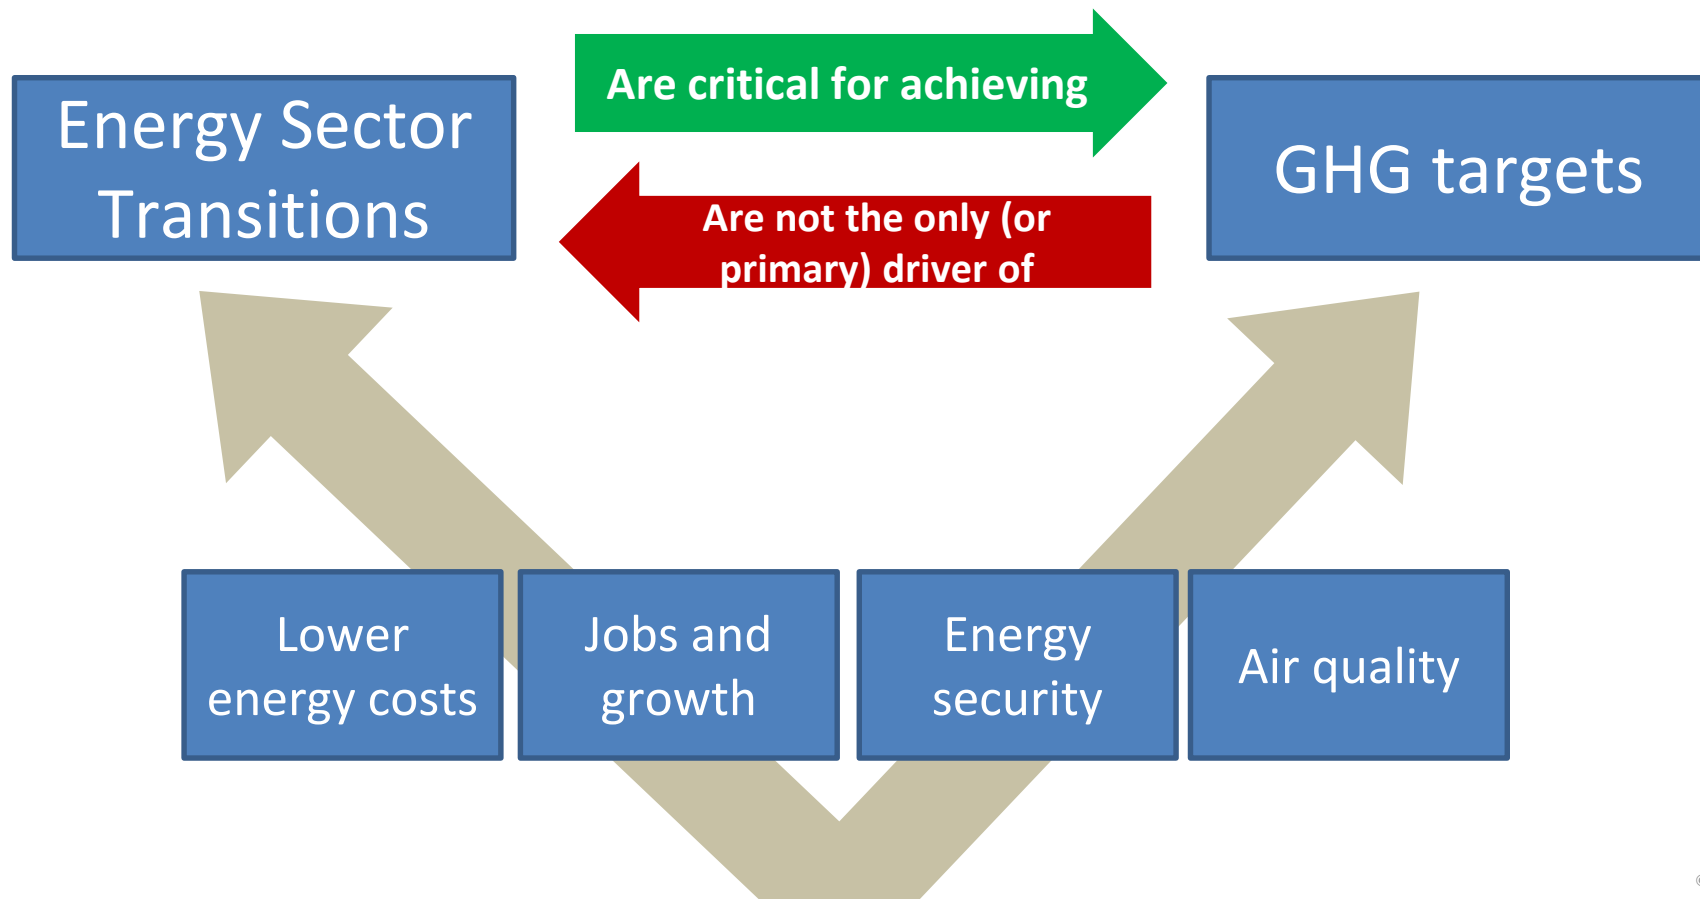 Energy Sector
Transitions
Are critical for achieving
Are not the only (or
primary) driver of
GHG targets
Lower
energy costs
Jobs and
growth
Energy
security
Air quality